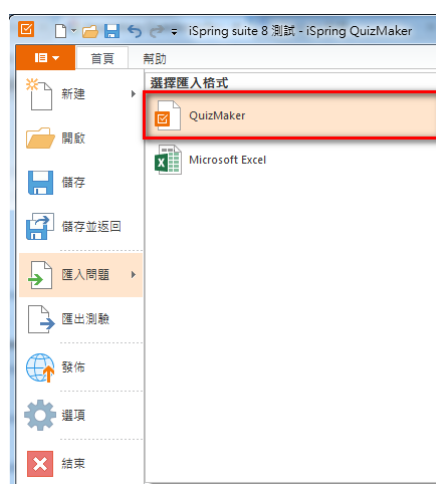 iSpring suite 8 測試 - iSpring QuizMaker
首頁
幫助
選擇匯入格式
新建
QuizMaker
開啟
Microsoft Excel
儲存
儲存並返回
匯入問題
匯出測驗
發佈
選項
結束